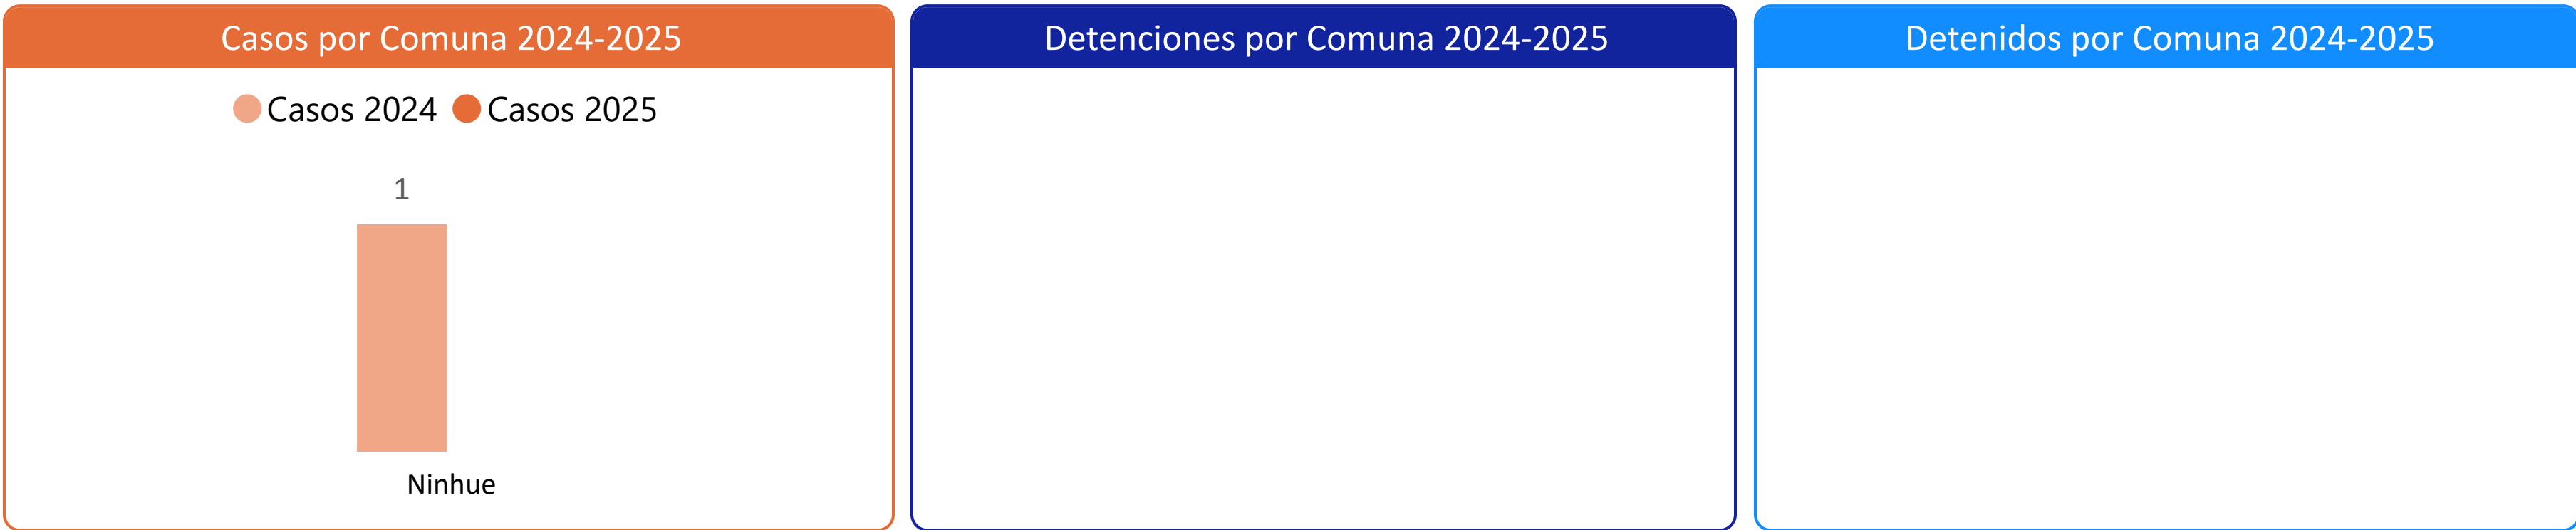 Casos por Comuna 2024-2025
Casos 2024 Casos 2025
1
Ninhue
Detenciones por Comuna 2024-2025
Detenidos por Comuna 2024-2025